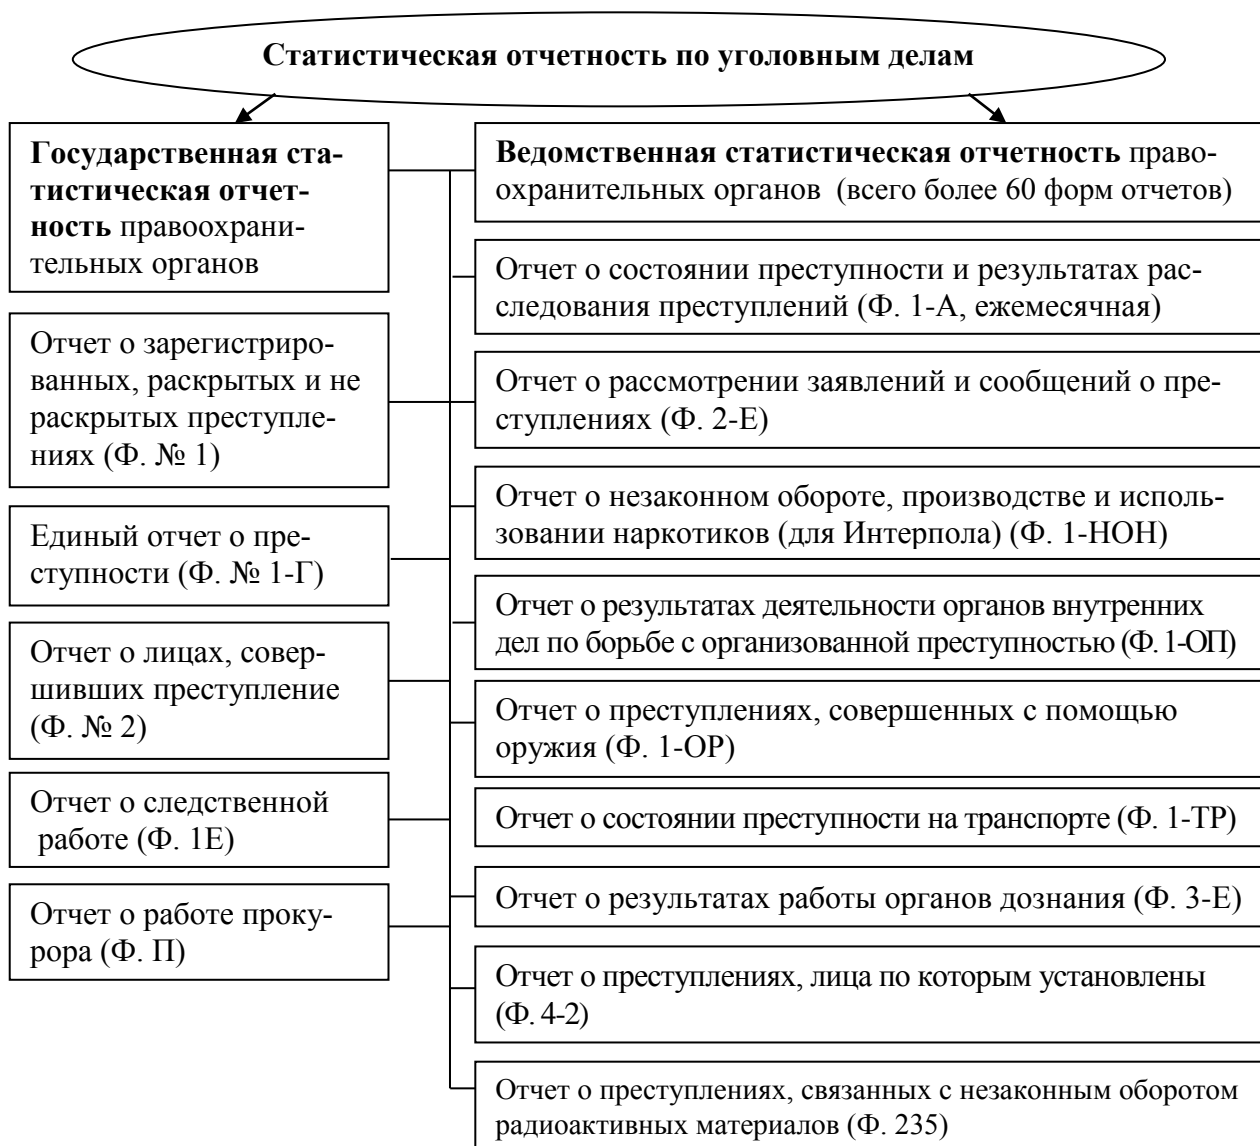 Статистическая отчетность по уголовным делам
Государственная ста-
тистическая отчет-
ность правоохрани-
тельных органов
Отчет о зарегистриро-
ванных, раскрытых и не
раскрытых преступле-
ниях (Ф. № 1)
Единый отчет о пре-
ступности (Ф. № 1-Г)
Отчет о лицах, совер-
шивших преступление
(Ф. № 2)
Отчет о следственной
работе (Ф. 1Е)
Отчет о работе проку-
рора (Ф. П)
Ведомственная статистическая отчетность право-
охранительных органов (всего более 60 форм отчетов)
Отчет о состоянии преступности и результатах рас-
следования преступлений (Ф. 1-А, ежемесячная)
Отчет о рассмотрении заявлений и сообщений о пре-
ступлениях (Ф. 2-Е)
Отчет о незаконном обороте, производстве и исполь-
зовании наркотиков (для Интерпола) (Ф. 1-НОН)
Отчет о результатах деятельности органов внутренних
дел по борьбе с организованной преступностью (Ф. 1-ОП)
Отчет о преступлениях, совершенных с помощью
оружия (Ф. 1-ОР)
Отчет о состоянии преступности на транспорте (Ф. 1-ТР)
Отчет о результатах работы органов дознания (Ф. 3-Е)
Отчет о преступлениях, лица по которым установлены
(Ф. 4-2)
Отчет о преступлениях, связанных с незаконным оборотом
радиоактивных материалов (Ф. 235)